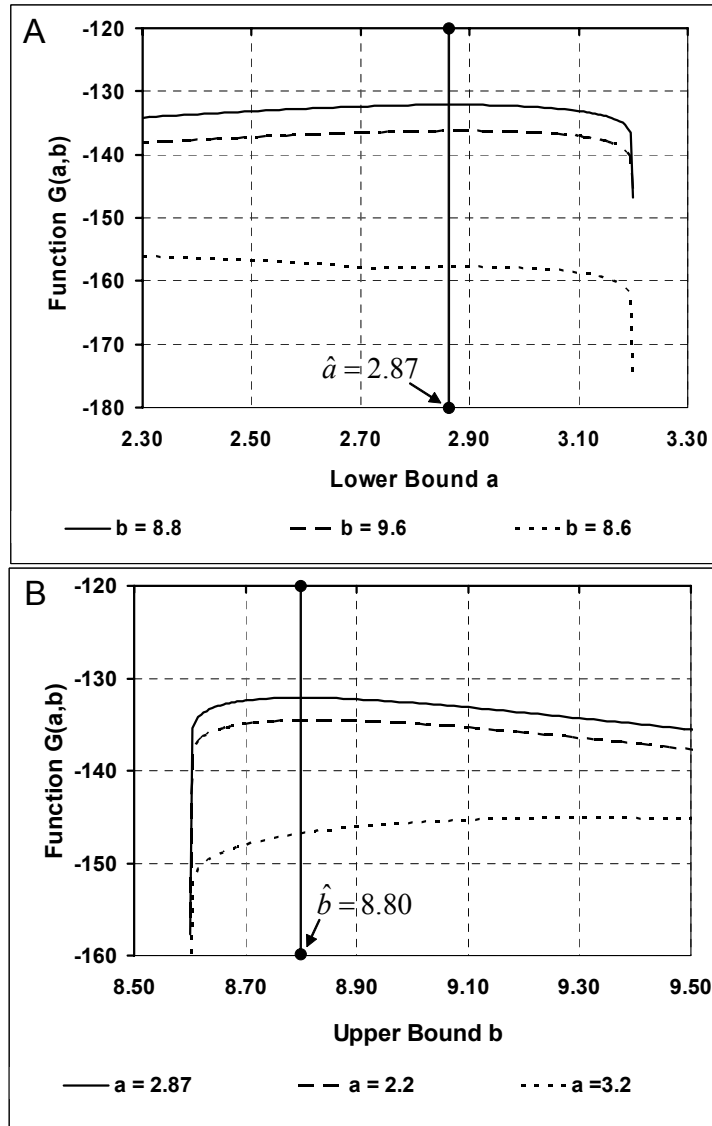 A
Function G(a,b)
-120
-130
-140
-150
-160
-170
-180
â = 2.87
2.30 2.50 2.70 2.90 3.10 3.30
Lower Bound a
b = 8.8 b = 9.6 b = 8.6
B
Function G(a,b)
-120
-130
-140
-150
-160
b̂ = 8.80
8.50 8.70 8.90 9.10 9.30 9.50
Upper Bound b
a = 2.87 a = 2.2 a =3.2